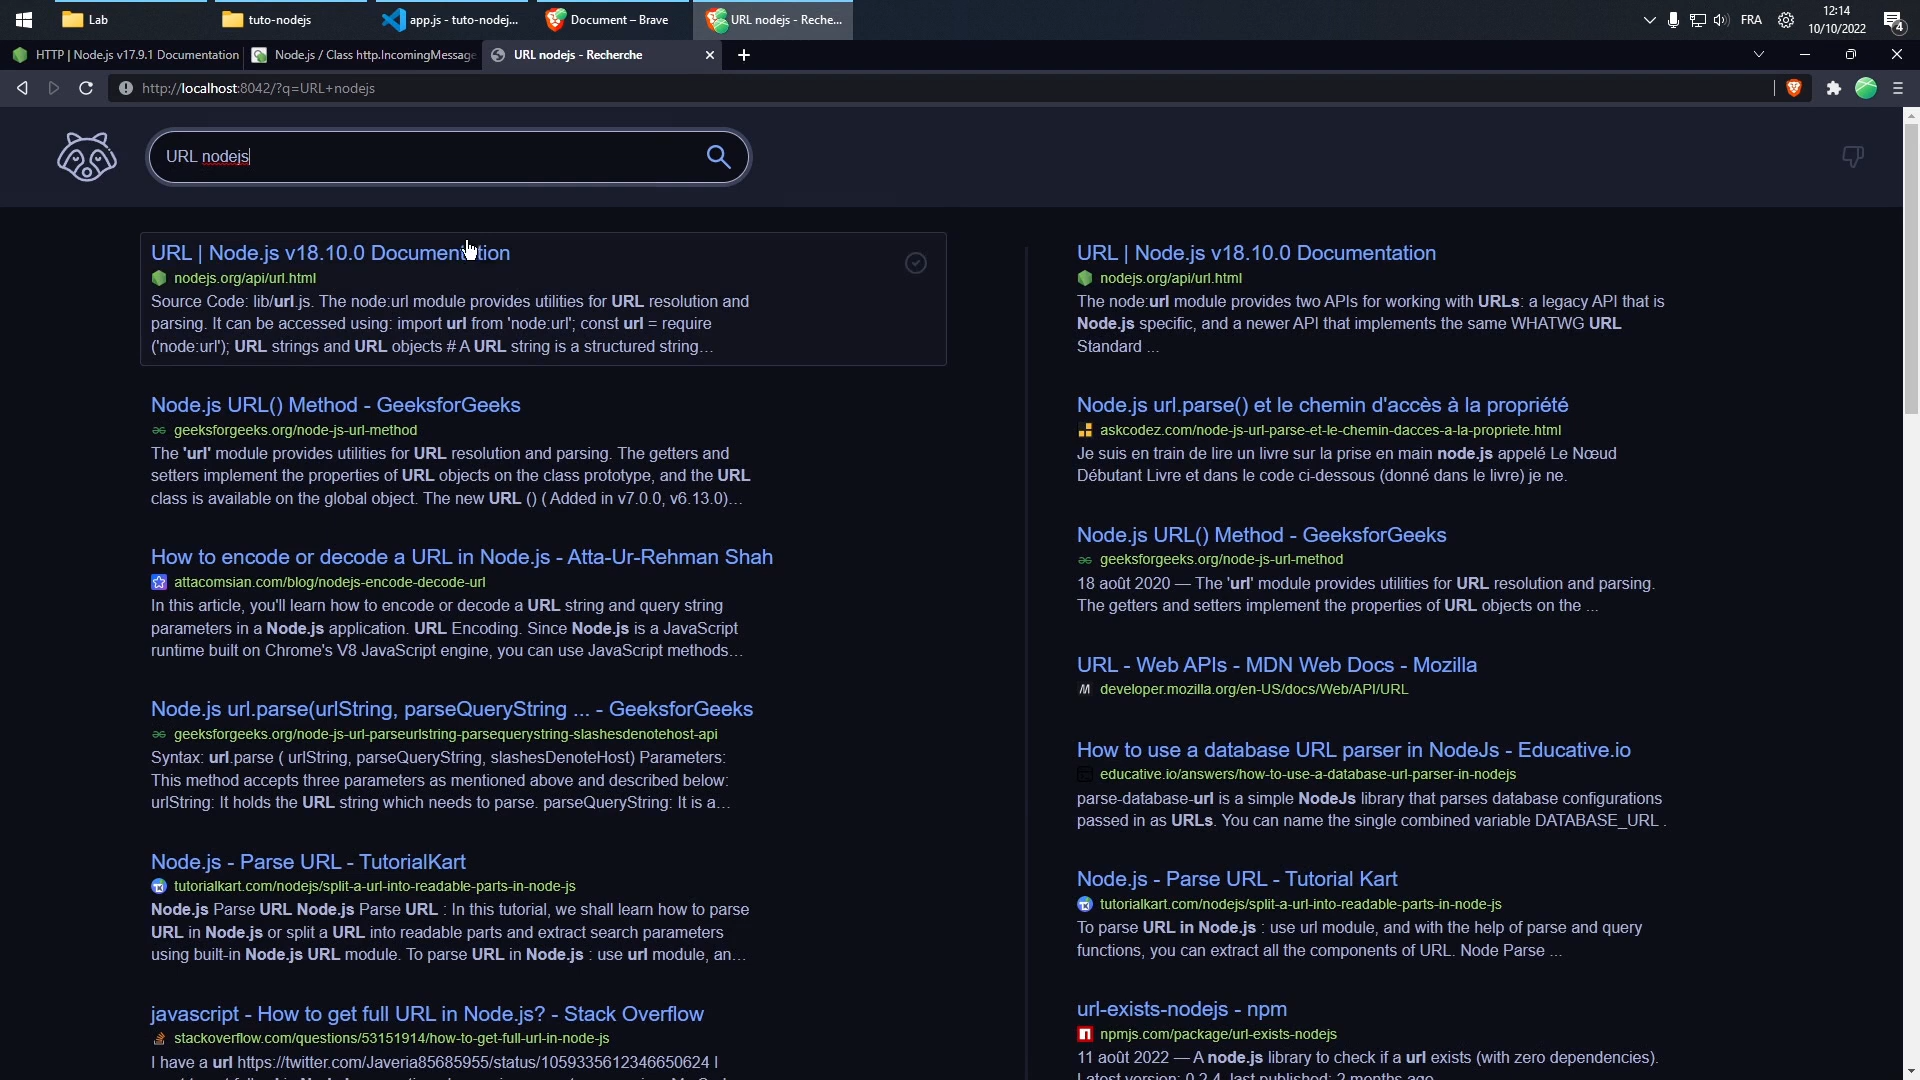 Lab
tuto-nodejs
app.js - tuto-nodej...
Document – Brave
URL nodejs - Reche...
FRA
12:14
10/10/2022
4
HTTP | Node.js v17.9.1 Documentation
Node.js / Class http.IncomingMessage
URL nodejs - Recherche
http://localhost:8042/?q=URL+nodejs
URL nodejs
URL | Node.js v18.10.0 Documentation
nodejs.org/api/url.html
Source Code: lib/url.js. The node:url module provides utilities for URL resolution and
parsing. It can be accessed using: import url from 'node:url'; const url = require
('node:url'); URL strings and URL objects # A URL string is a structured string…
Node.js URL() Method - GeeksforGeeks
geeksforgeeks.org/node-js-url-method
The 'url' module provides utilities for URL resolution and parsing. The getters and
setters implement the properties of URL objects on the class prototype, and the URL
class is available on the global object. The new URL () ( Added in v7.0.0, v6.13.0)…
How to encode or decode a URL in Node.js - Atta-Ur-Rehman Shah
attacomsian.com/blog/nodejs-encode-decode-url
In this article, you'll learn how to encode or decode a URL string and query string
parameters in a Node.js application. URL Encoding. Since Node.js is a JavaScript
runtime built on Chrome's V8 JavaScript engine, you can use JavaScript methods…
Node.js url.parse(urlString, parseQueryString ... - GeeksforGeeks
geeksforgeeks.org/node-js-url-parseurlstring-parsequerystring-slashesdenotehost-api
Syntax: url.parse ( urlString, parseQueryString, slashesDenoteHost) Parameters:
This method accepts three parameters as mentioned above and described below:
urlString: It holds the URL string which needs to parse. parseQueryString: It is a…
Node.js - Parse URL - TutorialKart
tutorialkart.com/nodejs/split-a-url-into-readable-parts-in-node-js
Node.js Parse URL Node.js Parse URL : In this tutorial, we shall learn how to parse
URL in Node.js or split a URL into readable parts and extract search parameters
using built-in Node.js URL module. To parse URL in Node.js : use url module, an…
javascript - How to get full URL in Node.js? - Stack Overflow
stackoverflow.com/questions/53151914/how-to-get-full-url-in-node-js
I have a url https://twitter.com/Javeria85685955/status/1059335612346650624 I
URL | Node.js v18.10.0 Documentation
nodejs.org/api/url.html
The node:url module provides two APIs for working with URLs: a legacy API that is
Node.js specific, and a newer API that implements the same WHATWG URL
Standard ...
Node.js url.parse() et le chemin d'accès à la propriété
askcodez.com/node-js-url-parse-et-le-chemin-dacces-a-la-propriete.html
Je suis en train de lire un livre sur la prise en main node.js appelé Le Nœud
Débutant Livre et dans le code ci-dessous (donné dans le livre) je ne.
Node.js URL() Method - GeeksforGeeks
geeksforgeeks.org/node-js-url-method
18 août 2020 — The 'url' module provides utilities for URL resolution and parsing.
The getters and setters implement the properties of URL objects on the ...
URL - Web APIs - MDN Web Docs - Mozilla
developer.mozilla.org/en-US/docs/Web/API/URL
How to use a database URL parser in NodeJs - Educative.io
educative.io/answers/how-to-use-a-database-url-parser-in-nodejs
parse-database-url is a simple NodeJs library that parses database configurations
passed in as URLs. You can name the single combined variable DATABASE_URL .
Node.js - Parse URL - Tutorial Kart
tutorialkart.com/nodejs/split-a-url-into-readable-parts-in-node-js
To parse URL in Node.js : use url module, and with the help of parse and query
functions, you can extract all the components of URL. Node Parse ...
url-exists-nodejs - npm
npmjs.com/package/url-exists-nodejs
11 août 2022 — A node.js library to check if a url exists (with zero dependencies).
Latest version: 0.2.4, last published: 2 months ago.